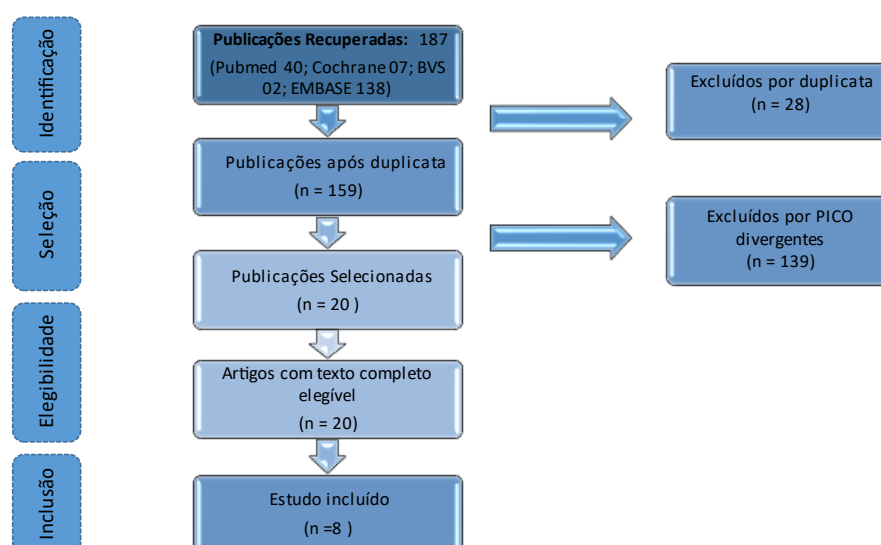 Identificação
Publicações Recuperadas: 187
(Pubmed 40; Cochrane 07; BVS
02; EMBASE 138)
Excluídos por duplicata
(n = 28)
Seleção
Publicações após duplicata
(n = 159)
Excluídos por PICO
divergentes
(n = 139)
Publicações Selecionadas
(n = 20 )
Elegibilidade
Artigos com texto completo
elegível
(n = 20)
Inclusão
Estudo incluído
(n =8 )